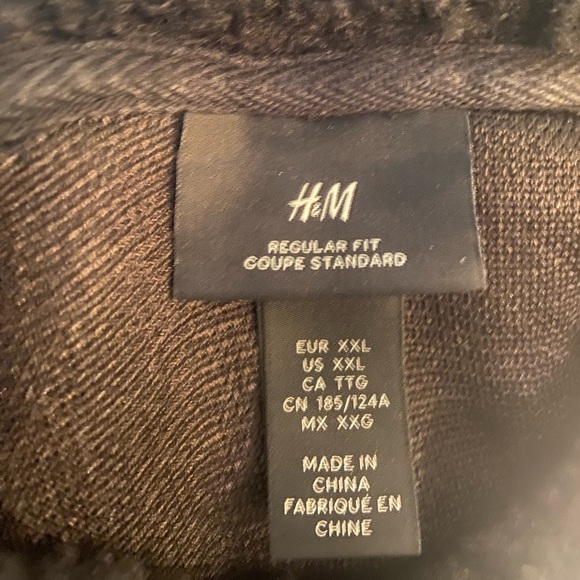 H&M
REGULAR FIT
COUPE STANDARD
EUR XXL
US XXL
CA TTG
CN 185/124A
MX XXG
MADE IN
CHINA
FABRIQUÉ EN
CHINE